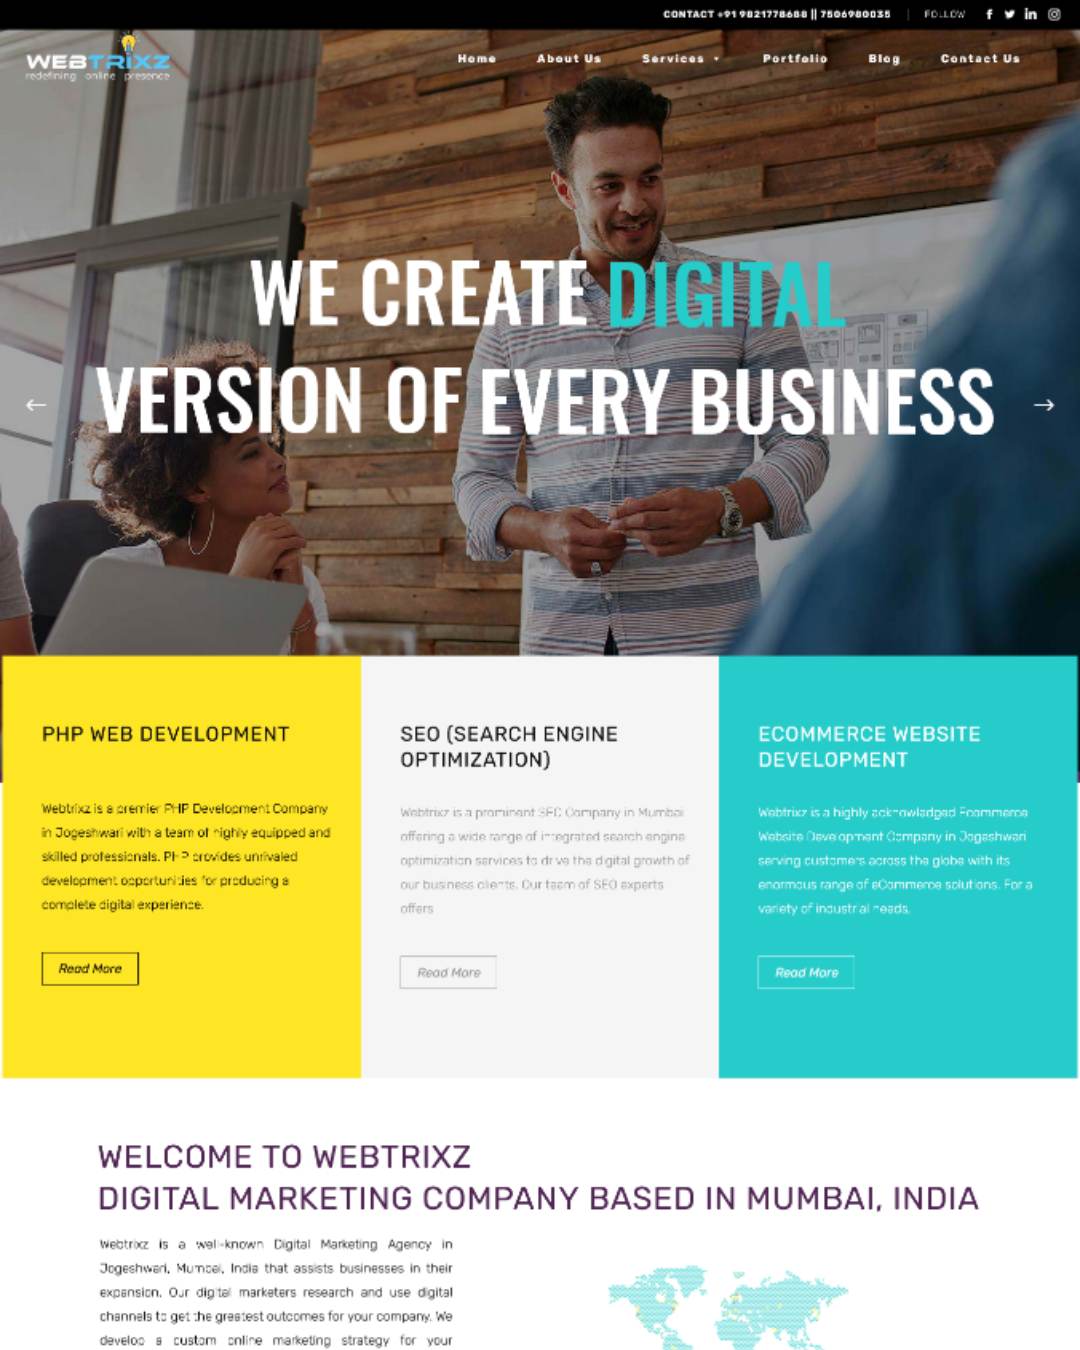 CONTACT +91 9821778688 || 7506980035 | FOLLOW
WEBTRIXZ
redefining online presence
Home About Us Services Portfolio Blog Contact Us
WE CREATE DIGITAL
VERSION OF EVERY BUSINESS
PHP WEB DEVELOPMENT
Webtrixz is a premier PHP Development Company
in Jogeshwari with a team of highly equipped and
skilled professionals. PHP provides unrivaled
development opportunities for producing a
complete digital experience.
Read More
SEO (SEARCH ENGINE
OPTIMIZATION)
Webtrixz is a prominent SEO Company in Mumbai
offering a wide range of integrated search engine
optimization services to drive the digital growth of
our business clients. Our team of SEO experts
offers
Read More
ECOMMERCE WEBSITE
DEVELOPMENT
Webtrixz is a highly acknowledged Ecommerce
Website Development Company in Jogeshwari
serving customers across the globe with its
enormous range of eCommerce solutions. For a
variety of industrial needs.
Read More
WELCOME TO WEBTRIXZ
DIGITAL MARKETING COMPANY BASED IN MUMBAI, INDIA
Webtrixz is a well-known Digital Marketing Agency in
Jogeshwari, Mumbai, India that assists businesses in their
expansion. Our digital marketers research and use digital
channels to get the greatest outcomes for your company. We
develop a custom online marketing strategy for your